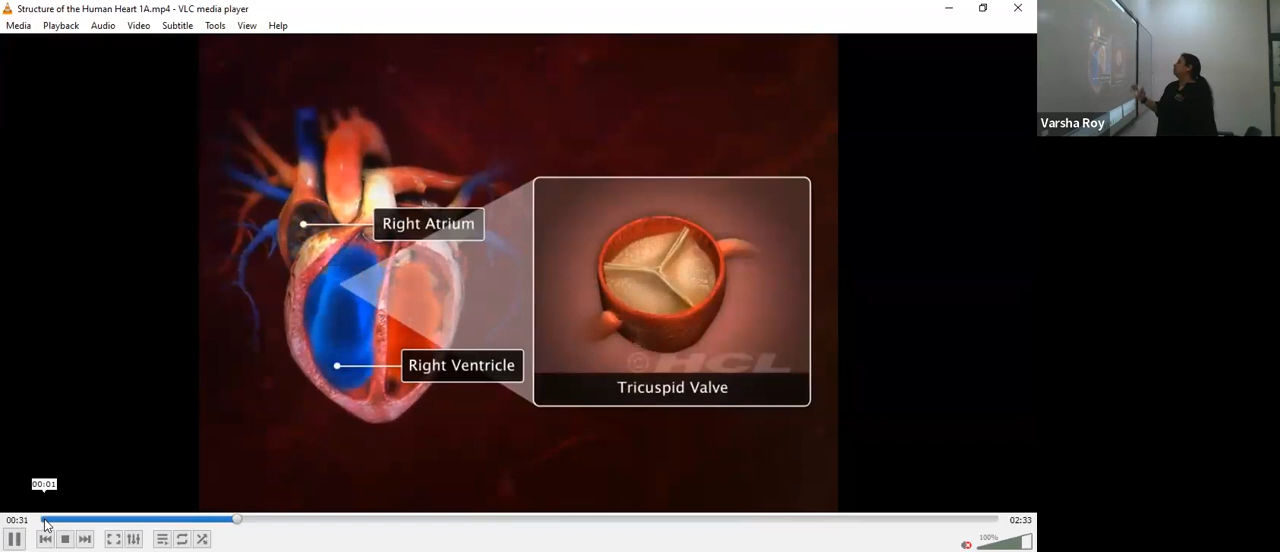 Structure of the Human Heart 1A.mp4 - VLC media player
Media Playback Audio Video Subtitle Tools View Help
Varsha Roy
Right Atrium
Right Ventricle
© HCL
Tricuspid Valve
00:01
00:31
02:33
100%